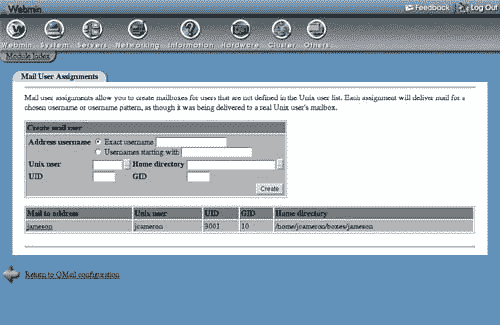 Webmin
Feedback
Log Out
Webmin System Servers Networking Information Hardware Cluster Others
Module Index
Mail User Assignments
Mail user assignments allow you to create mailboxes for users that are not defined in the Unix user list. Each assignment will deliver mail for a
chosen username or username pattern, as though it was being delivered to a real Unix user's mailbox.
Create mail user
Address username Exact username
Usernames starting with
Unix user ... Home directory ...
UID GID
Create
Mail to address Unix user UID GID Home directory
jameson jcameron 3001 10 /home/jcameron/boxes/jameson
Return to QMail configuration